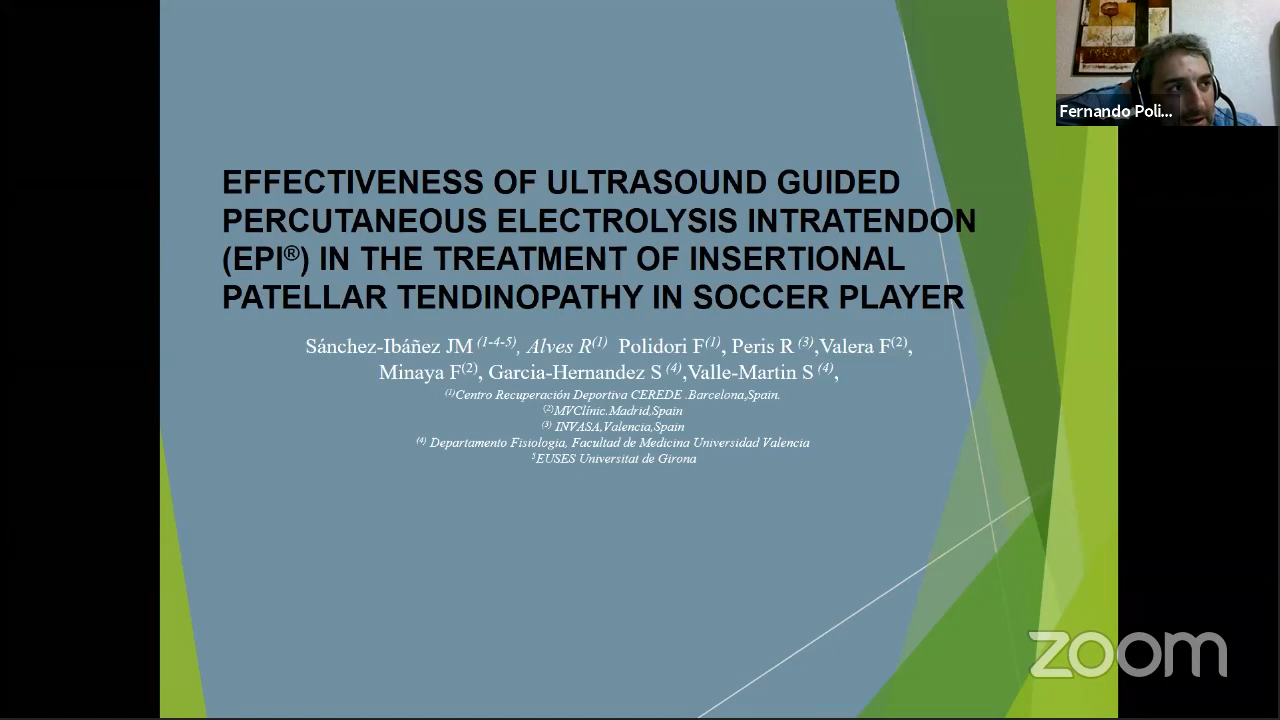 EFFECTIVENESS OF ULTRASOUND GUIDED
PERCUTANEOUS ELECTROLYSIS INTRATENDON
(EPI®) IN THE TREATMENT OF INSERTIONAL
PATELLAR TENDINOPATHY IN SOCCER PLAYER
Sánchez-Ibáñez JM (1-4-5), Alves R(1) Polidori F(1), Peris R (3),Valera F(2),
Minaya F(2), Garcia-Hernandez S (4),Valle-Martin S (4),
(1)Centro Recuperación Deportiva CEREDE .Barcelona,Spain.
(2)MVClínic.Madrid,Spain
(3) INVASA,Valencia,Spain
(4) Departamento Fisiologia, Facultad de Medicina Universidad Valencia
5EUSES Universitat de Girona
Fernando Poli...
zoom